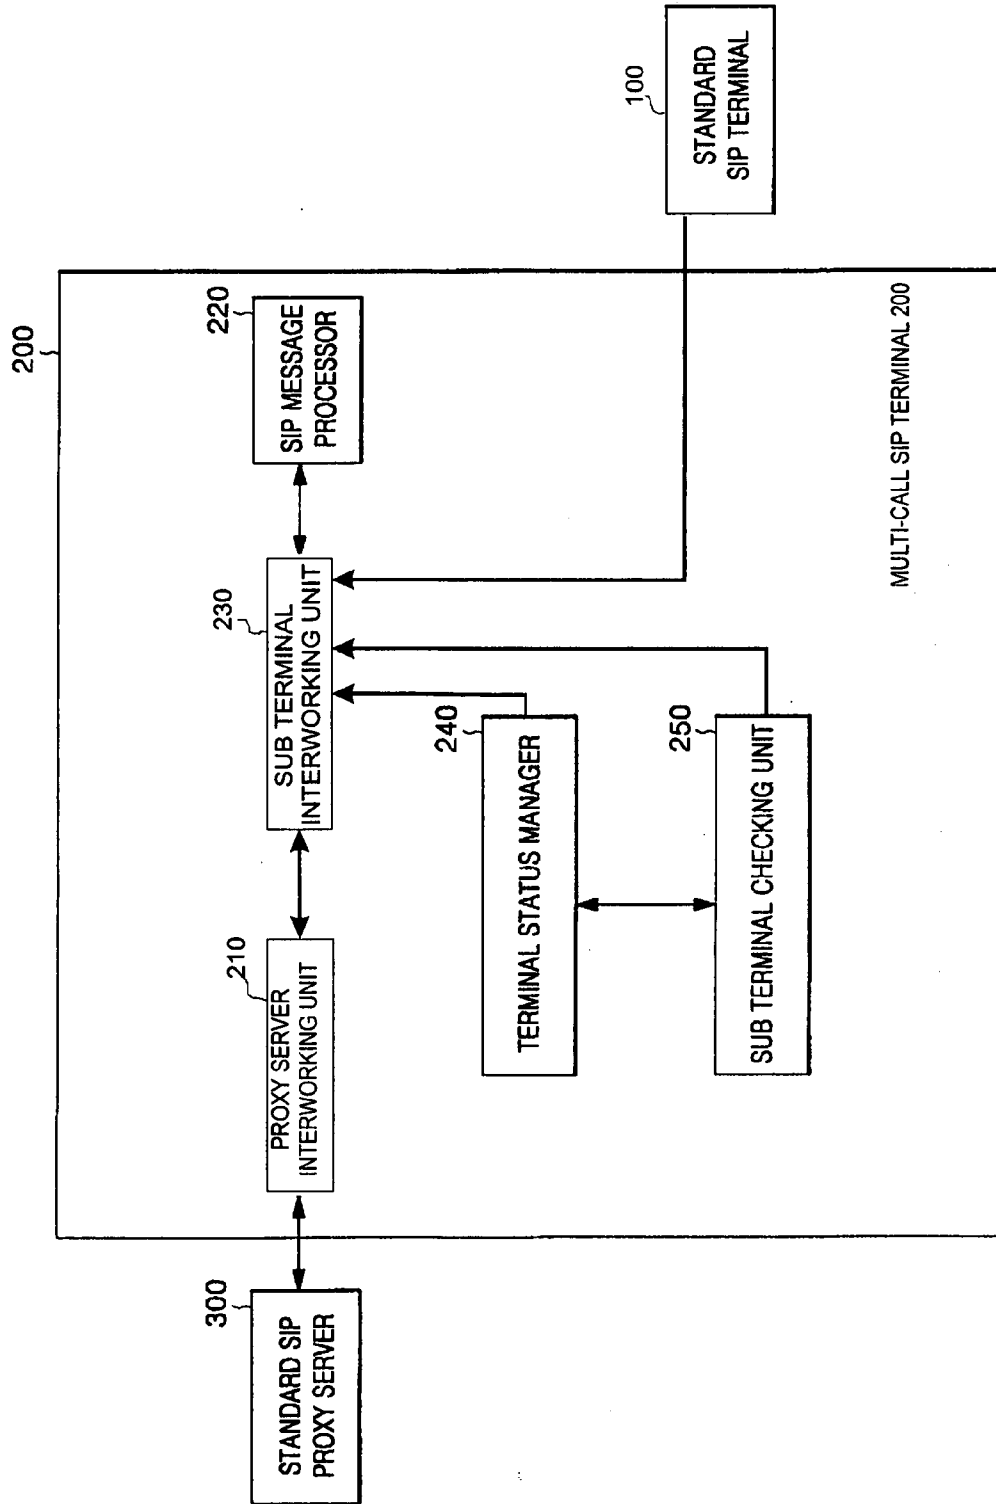 200
300
STANDARD SIP
PROXY SERVER
210
PROXY SERVER
INTERWORKING UNIT
230
SUB TERMINAL
INTERWORKING UNIT
220
SIP MESSAGE
PROCESSOR
240
TERMINAL STATUS MANAGER
250
SUB TERMINAL CHECKING UNIT
100
STANDARD
SIP TERMINAL
MULTI-CALL SIP TERMINAL 200